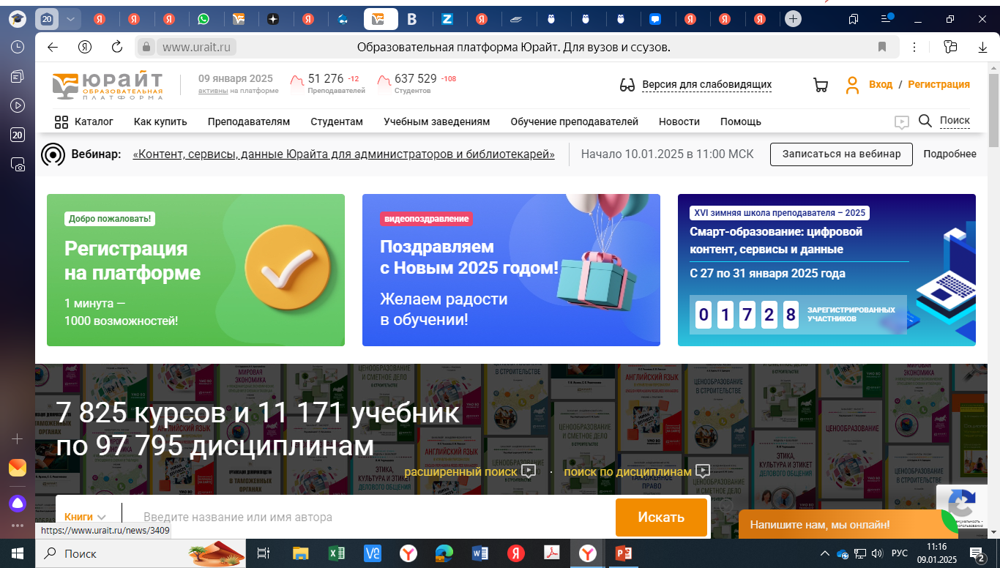 20
www.urait.ru
Образовательная платформа Юрайт. Для вузов и ссузов.
20
ЮРАЙТ
ОБРАЗОВАТЕЛЬНАЯ
ПЛАТФОРМА
09 января 2025
активны на платформе
51 276 -12
Преподавателей
637 529 -108
Студентов
Версия для слабовидящих
Вход / Регистрация
Каталог Как купить Преподавателям Студентам Учебным заведениям Обучение преподавателей Новости Помощь Поиск
Вебинар: «Контент, сервисы, данные Юрайта для администраторов и библиотекарей» Начало 10.01.2025 в 11:00 МСК Записаться на вебинар Подробнее
Добро пожаловать!
Регистрация
на платформе
1 минута —
1000 возможностей!
видеопоздравление
Поздравляем
с Новым 2025 годом!
Желаем радости
в обучении!
XVI зимняя школа преподавателя – 2025
Смарт-образование: цифровой
контент, сервисы и данные
С 27 по 31 января 2025 года
0 1 7 2 8
ЗАРЕГИСТРИРОВАННЫХ
УЧАСТНИКОВ
7 825 курсов и 11 171 учебник
по 97 795 дисциплинам
расширенный поиск · поиск по дисциплинам
Книги
Введите название или имя автора
Искать
Напишите нам, мы онлайн!
https://www.urait.ru/news/3409
Поиск
РУС
11:16
09.01.2025
2